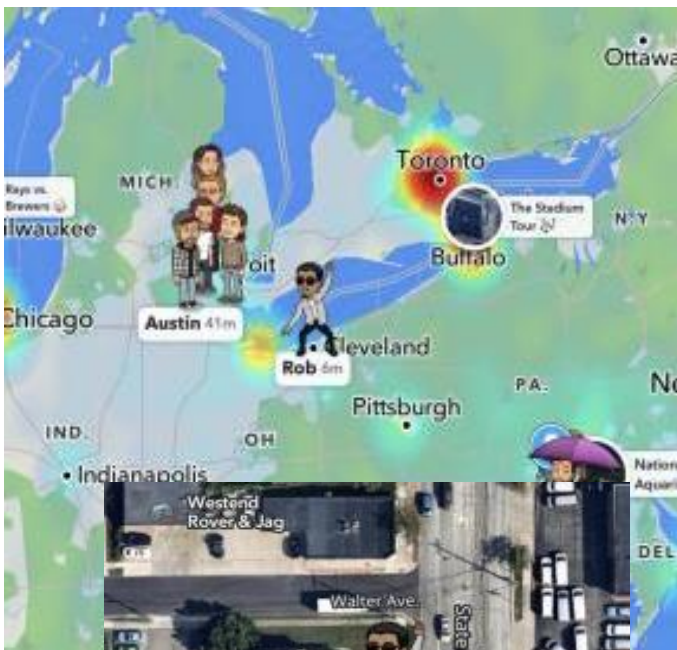 Ottawa
Toronto
MICH.
Rays vs.
Brewers
ilwaukee
The Stadium
Tour
N.Y
oit
Buffalo
Chicago
Austin 41m
Cleveland
Rob 6m
PA.
Ne
Pittsburgh
IND.
OH
Indianapolis
Nation
Aquari
Westend
Rover & Jag
DEL
Walter Ave.
State